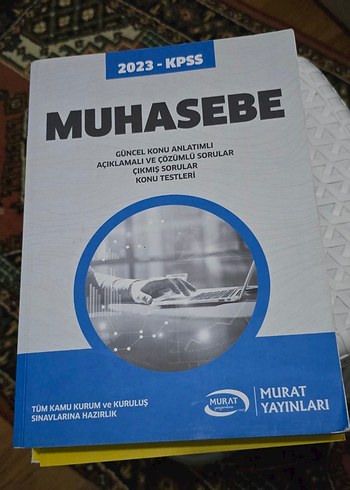 2023 - KPSS
MUHASEBE
GÜNCEL KONU ANLATIMLI
AÇIKLAMALI VE ÇÖZÜMLÜ SORULAR
ÇIKMIŞ SORULAR
KONU TESTLERİ
TÜM KAMU KURUM ve KURULUŞ
SINAVLARINA HAZIRLIK
MURAT
yayınları
MURAT
YAYINLARI